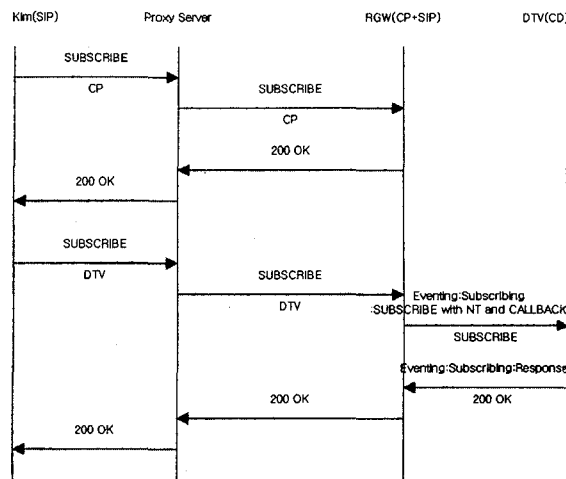 Kim(SIP) Proxy Server RGW(CP+SIP) DTV(CD)
SUBSCRIBE
CP
SUBSCRIBE
CP
200 OK
200 OK
SUBSCRIBE
DTV
SUBSCRIBE
DTV
Eventing:Subscribing
:SUBSCRIBE with NT and CALLBACK
SUBSCRIBE
Eventing:Subscribing:Response
200 OK
200 OK
200 OK